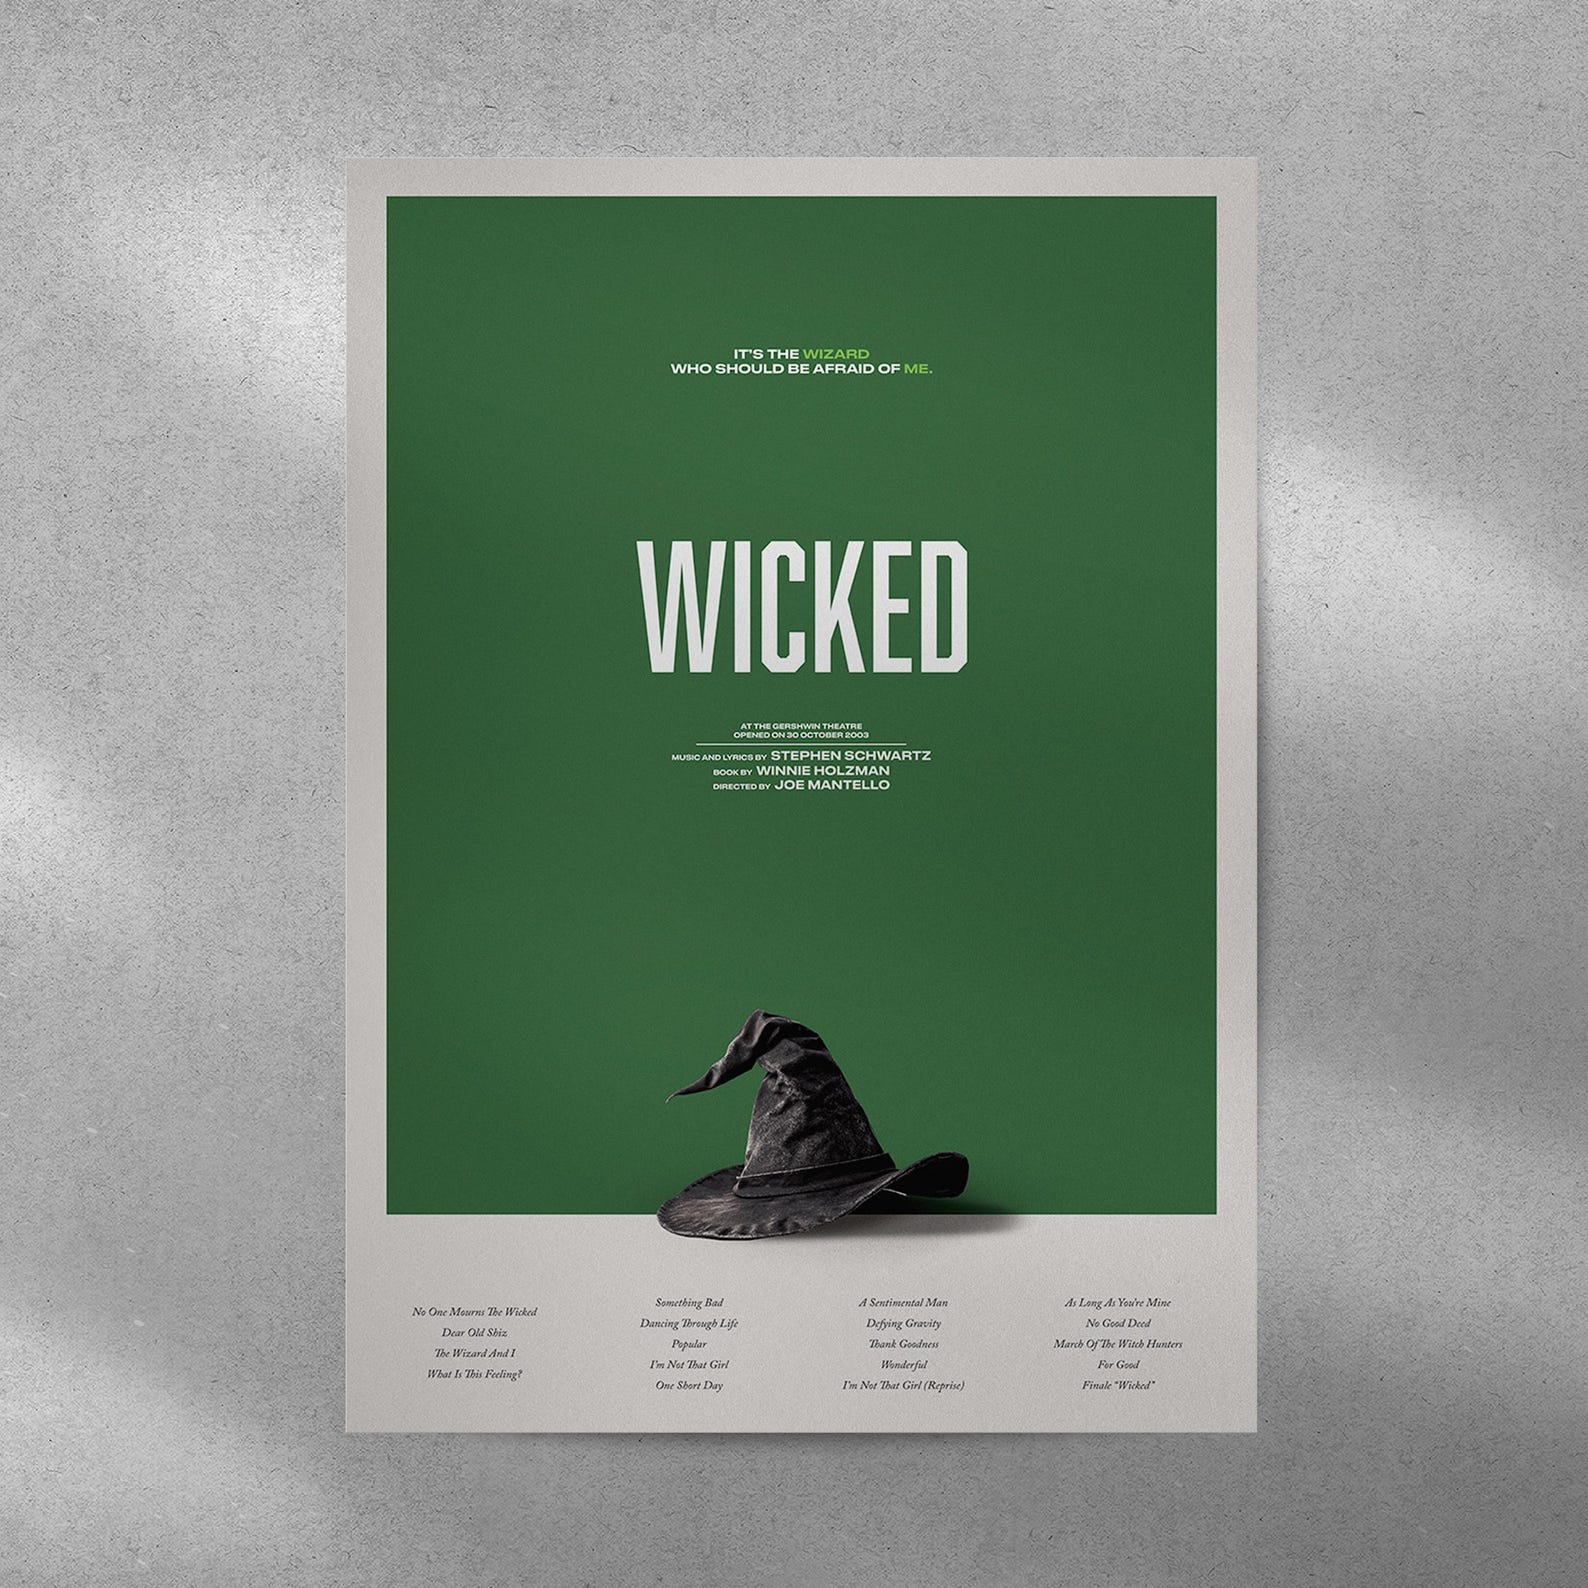 IT'S THE WIZARD
WHO SHOULD BE AFRAID OF ME.
WICKED
AT THE GERSHWIN THEATRE
OPENED ON 30 OCTOBER 2003
MUSIC AND LYRICS BY STEPHEN SCHWARTZ
BOOK BY WINNIE HOLZMAN
DIRECTED BY JOE MANTELLO
No One Mourns The Wicked
Dear Old Shiz
The Wizard And I
What Is This Feeling?
Something Bad
Dancing Through Life
Popular
I'm Not That Girl
One Short Day
A Sentimental Man
Defying Gravity
Thank Goodness
Wonderful
I'm Not That Girl (Reprise)
As Long As You're Mine
No Good Deed
March Of The Witch Hunters
For Good
Finale "Wicked"